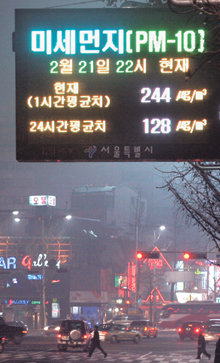 미세먼지(PM-10)
2월 21일 22시 현재
현재
(1시간평균치) 244 ㎍/㎥
24시간평균치 128 ㎍/㎥
서울특별시